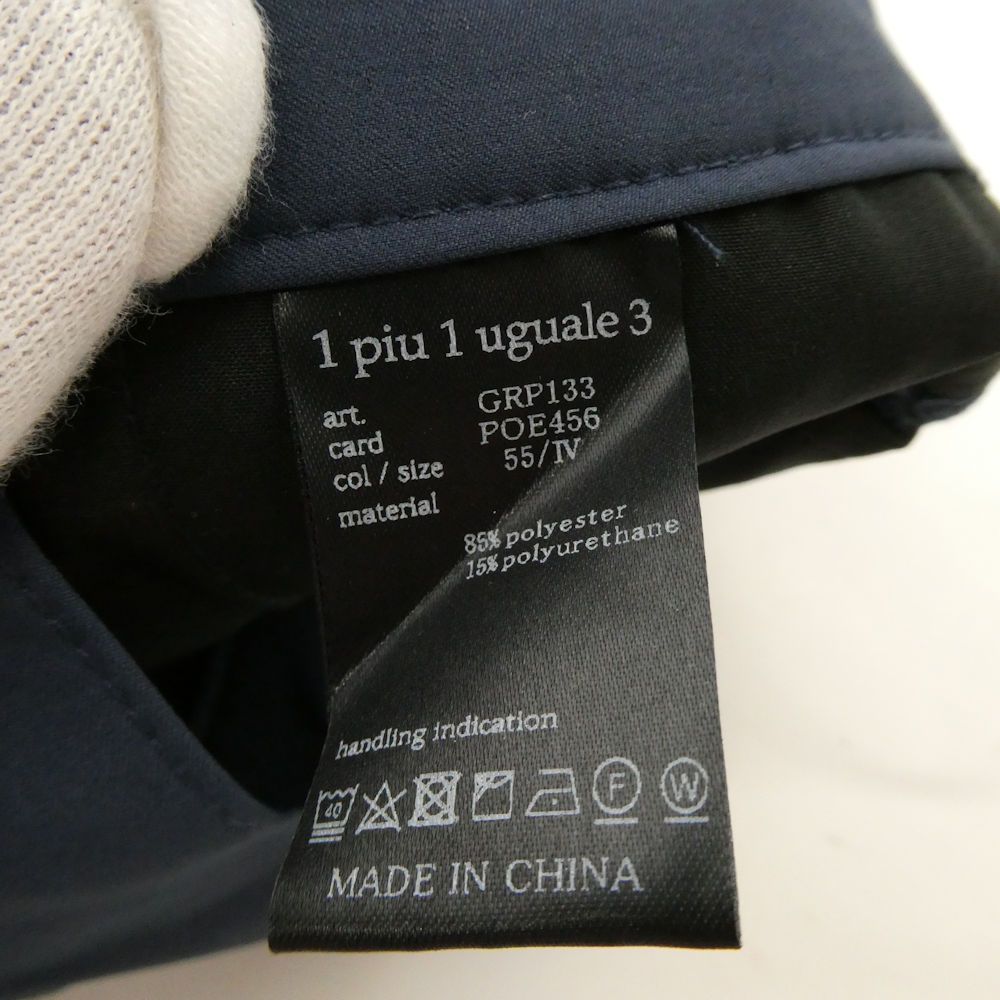 1 piu 1 uguale 3
art. GRP133
card POE456
col / size 55/IV
material
85% polyester
15% polyurethane
handling indication
40 F W
MADE IN CHINA